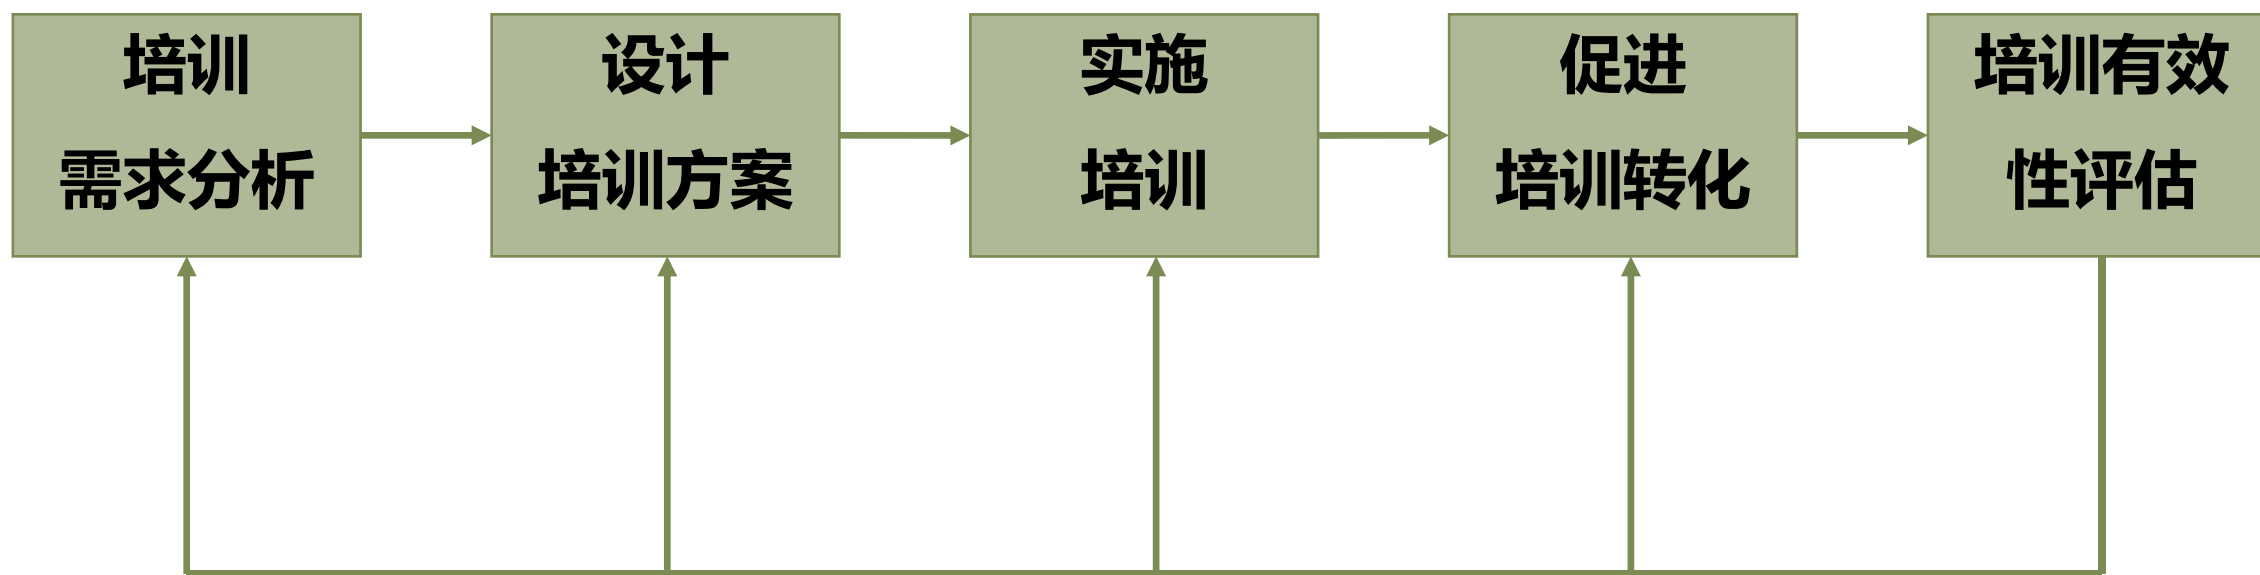 培训
需求分析
设计
培训方案
实施
培训
促进
培训转化
培训有效
性评估